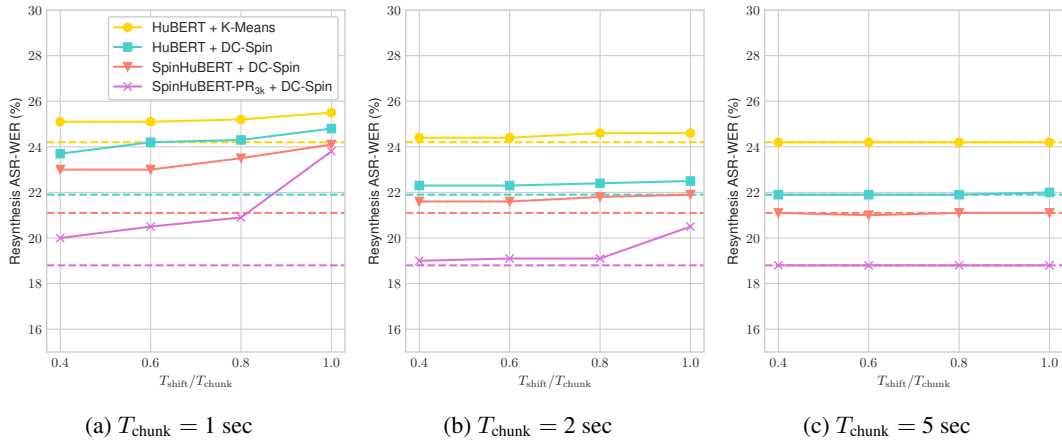 30
28
26
24
22
20
18
16
Resynthesis ASR-WER (%)
HuBERT + K-Means
HuBERT + DC-Spin
SpinHuBERT + DC-Spin
SpinHuBERT-PR3k + DC-Spin
0.4 0.6 0.8 1.0
Tshift/Tchunk
(a) Tchunk = 1 sec
30
28
26
24
22
20
18
16
Resynthesis ASR-WER (%)
0.4 0.6 0.8 1.0
Tshift/Tchunk
(b) Tchunk = 2 sec
30
28
26
24
22
20
18
16
Resynthesis ASR-WER (%)
0.4 0.6 0.8 1.0
Tshift/Tchunk
(c) Tchunk = 5 sec